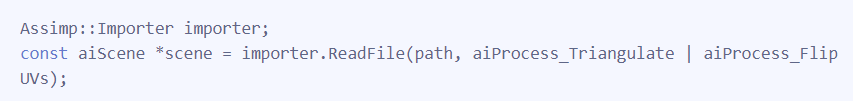 Assimp::Importer importer;
const aiScene *scene = importer.ReadFile(path, aiProcess_Triangulate | aiProcess_Flip
UVs);